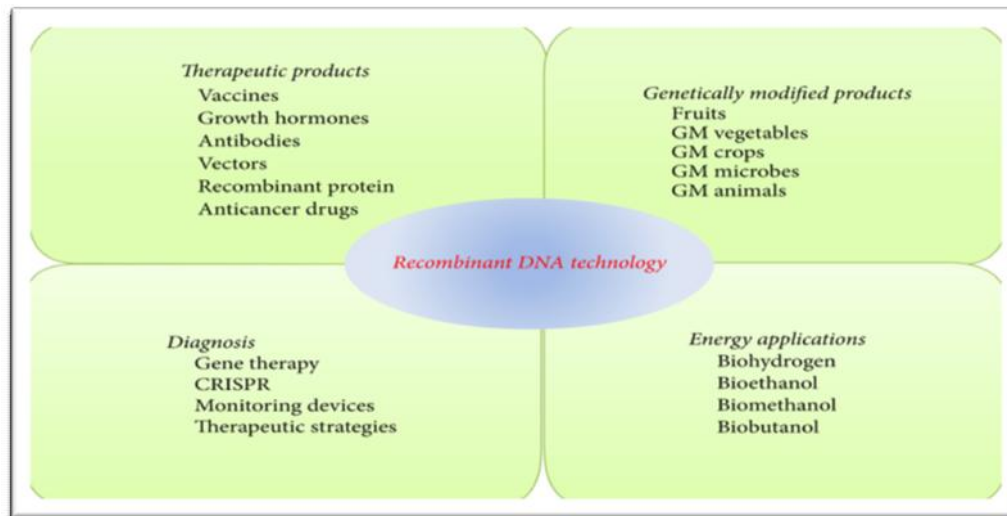 Therapeutic products
Vaccines
Growth hormones
Antibodies
Vectors
Recombinant protein
Anticancer drugs
Genetically modified products
Fruits
GM vegetables
GM crops
GM microbes
GM animals
Recombinant DNA technology
Diagnosis
Gene therapy
CRISPR
Monitoring devices
Therapeutic strategies
Energy applications
Biohydrogen
Bioethanol
Biomethanol
Biobutanol